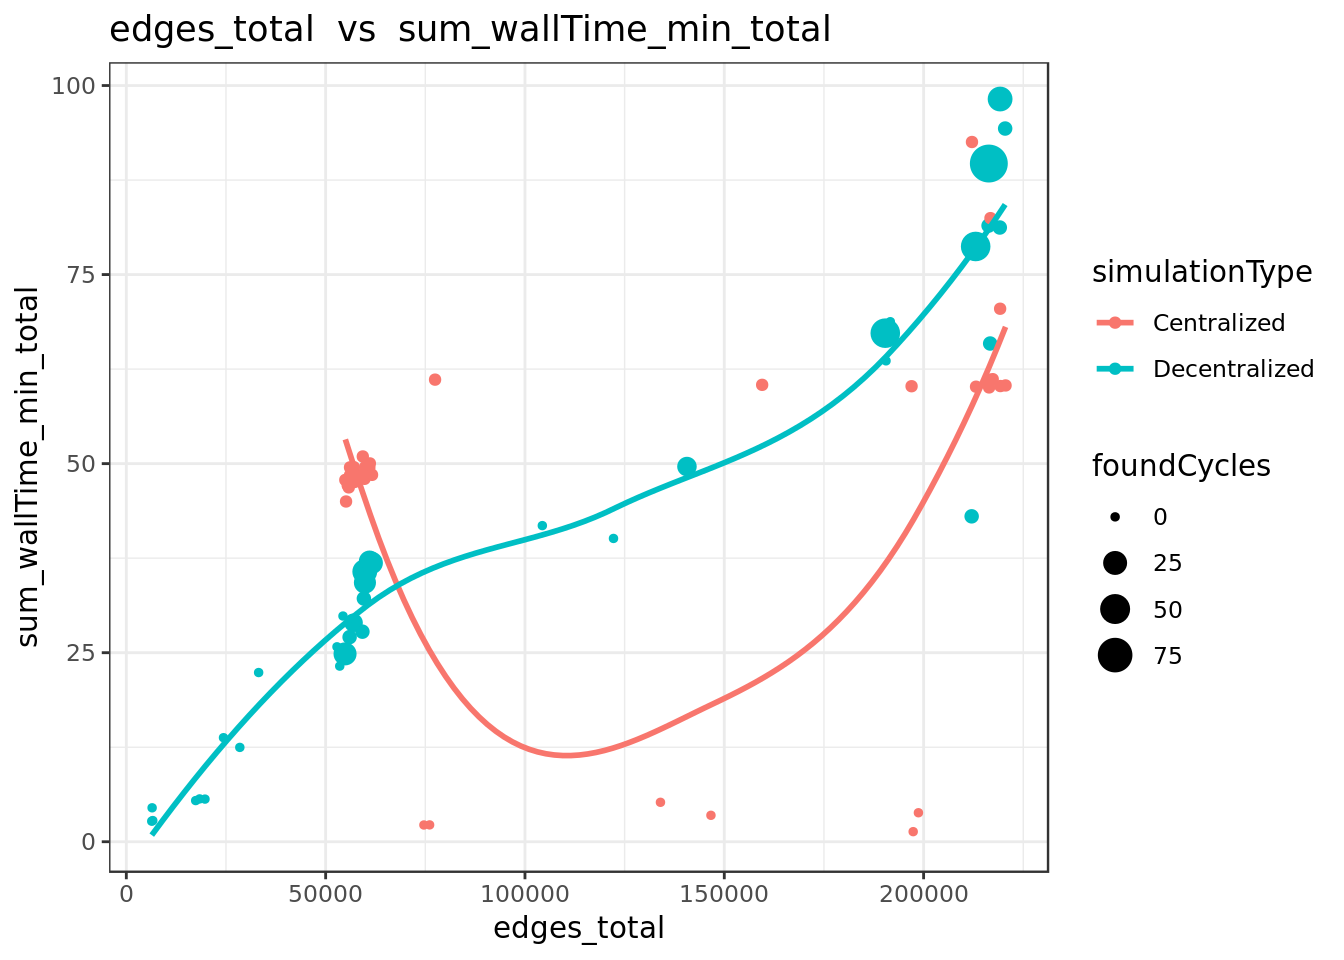 edges_total  vs  sum_wallTime_min_total
sum_wallTime_min_total
100
75
50
25
0
0
50000
100000
150000
200000
edges_total
simulationType
Centralized
Decentralized
foundCycles
0
25
50
75